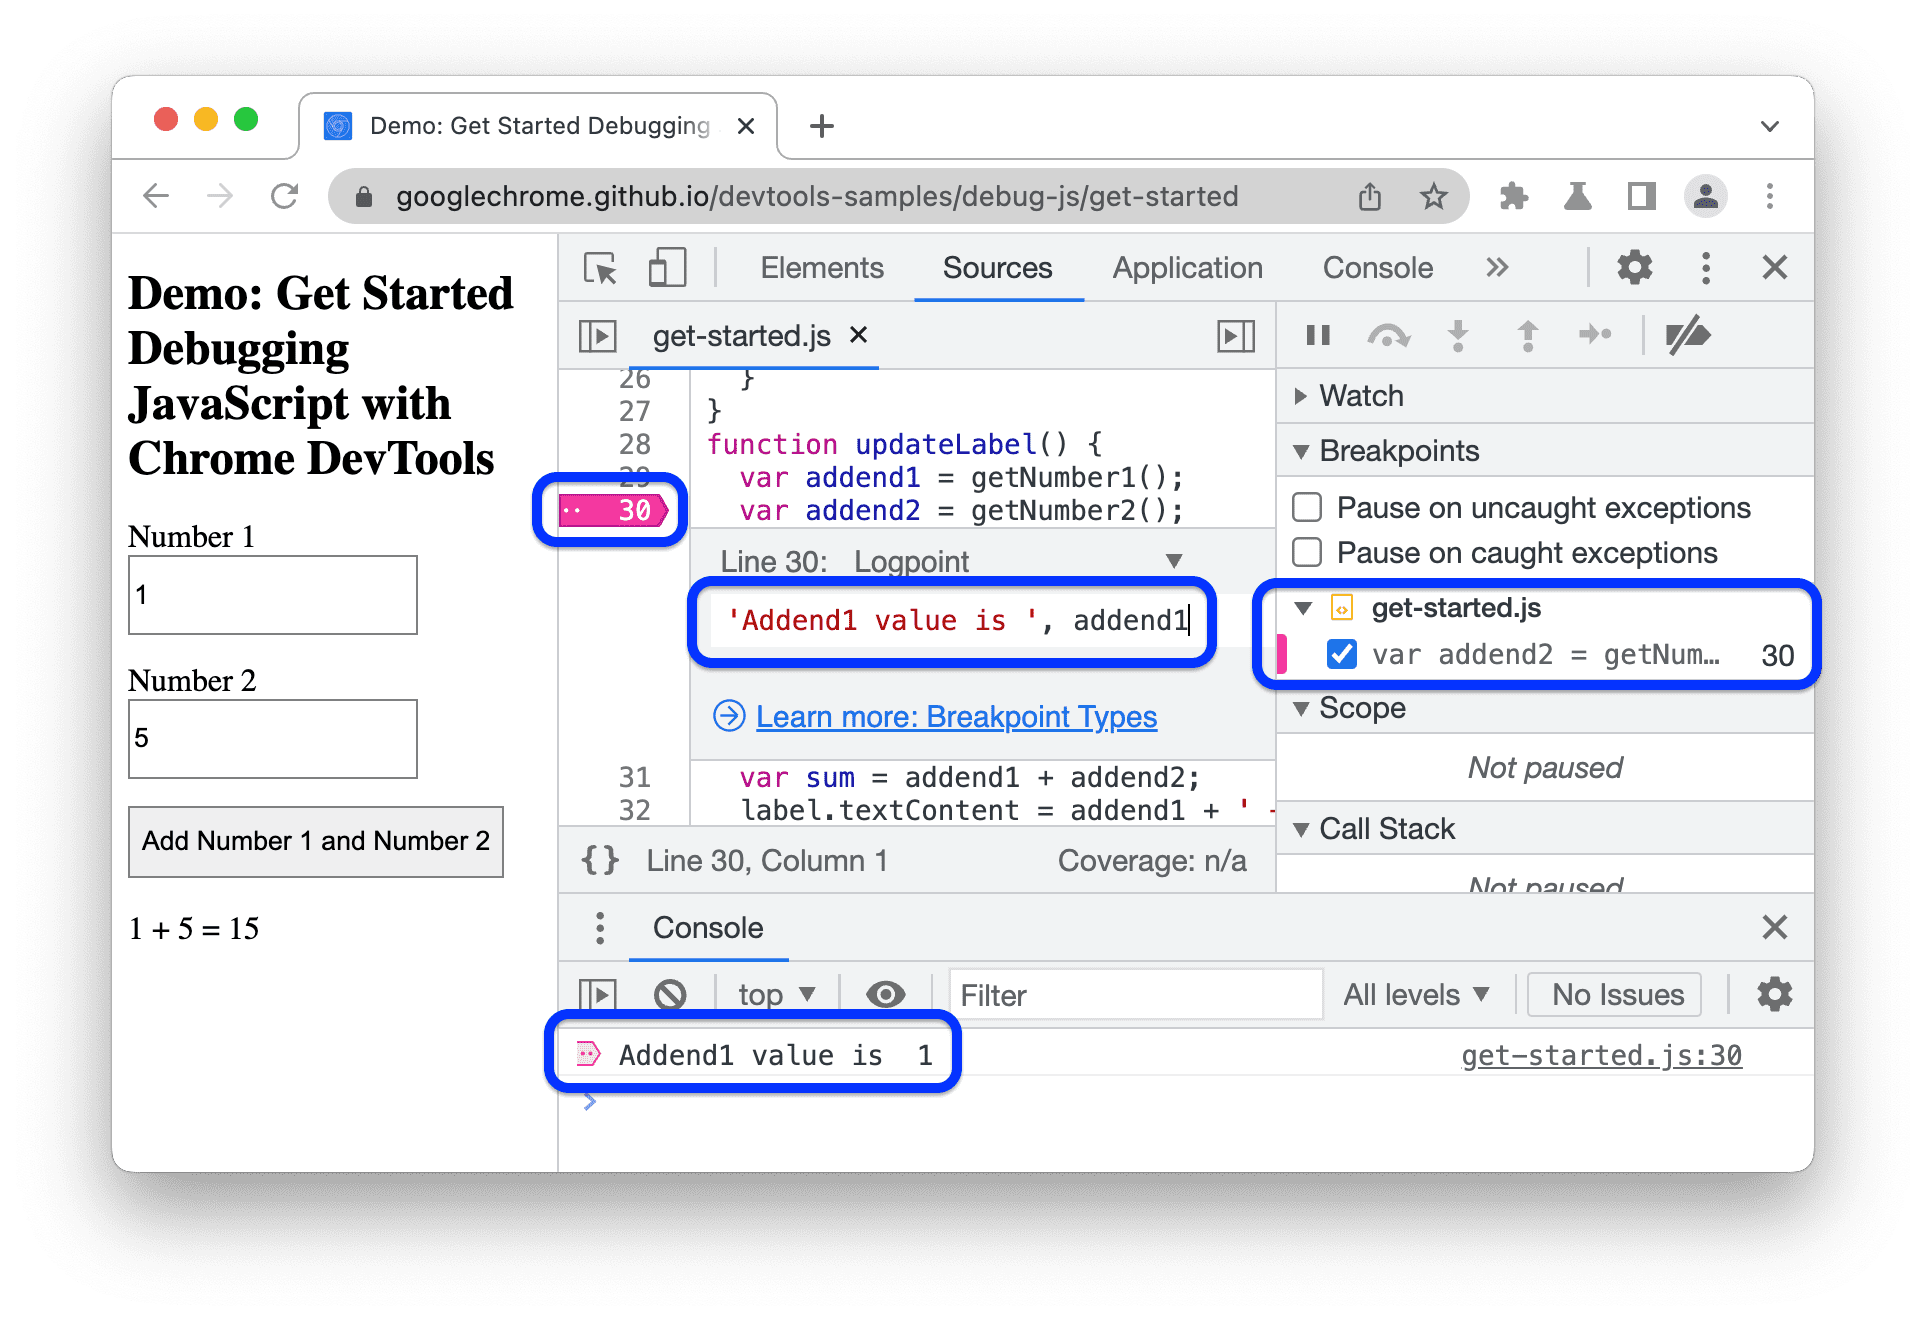 Demo: Get Started Debugging
googlechrome.github.io/devtools-samples/debug-js/get-started
Demo: Get Started
Debugging
JavaScript with
Chrome DevTools
Number 1
1
Number 2
5
Add Number 1 and Number 2
1 + 5 = 15
Elements Sources Application Console
get-started.js
26 }
27 }
28 function updateLabel() {
29 var addend1 = getNumber1();
30 var addend2 = getNumber2();
Line 30: Logpoint
'Addend1 value is ', addend1
Learn more: Breakpoint Types
31 var sum = addend1 + addend2;
32 label.textContent = addend1 + ' +
{} Line 30, Column 1 Coverage: n/a
Watch
Breakpoints
Pause on uncaught exceptions
Pause on caught exceptions
get-started.js
var addend2 = getNum… 30
Scope
Not paused
Call Stack
Not paused
Console
top Filter All levels No Issues
Addend1 value is  1 get-started.js:30